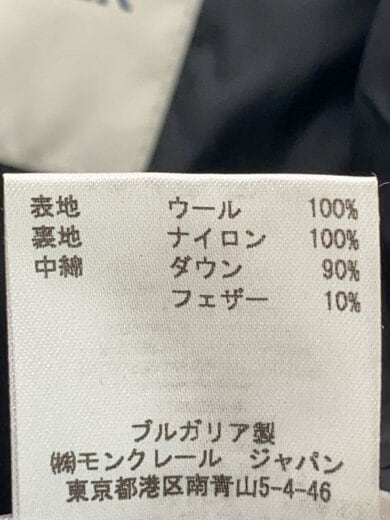 表地 ウール 100%
裏地 ナイロン 100%
中綿 ダウン 90%
フェザー 10%
ブルガリア製
㈱モンクレール ジャパン
東京都港区南青山5-4-46